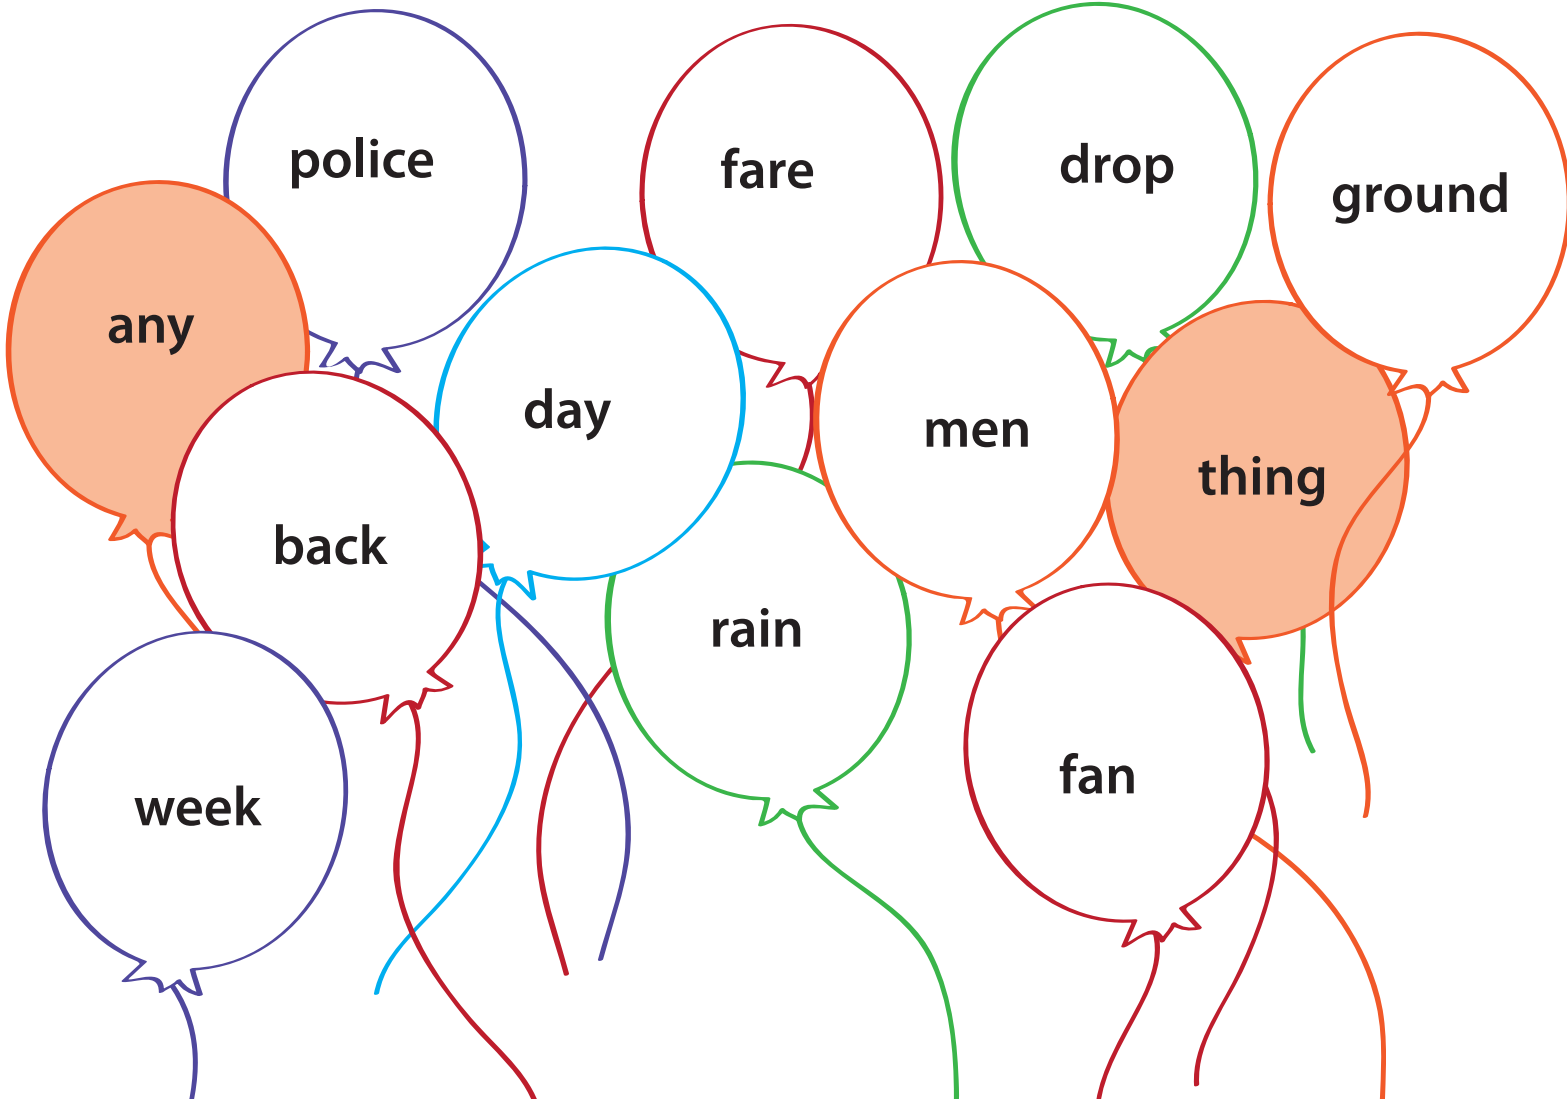 police
fare
drop
ground
any
day
men
thing
back
rain
fan
week